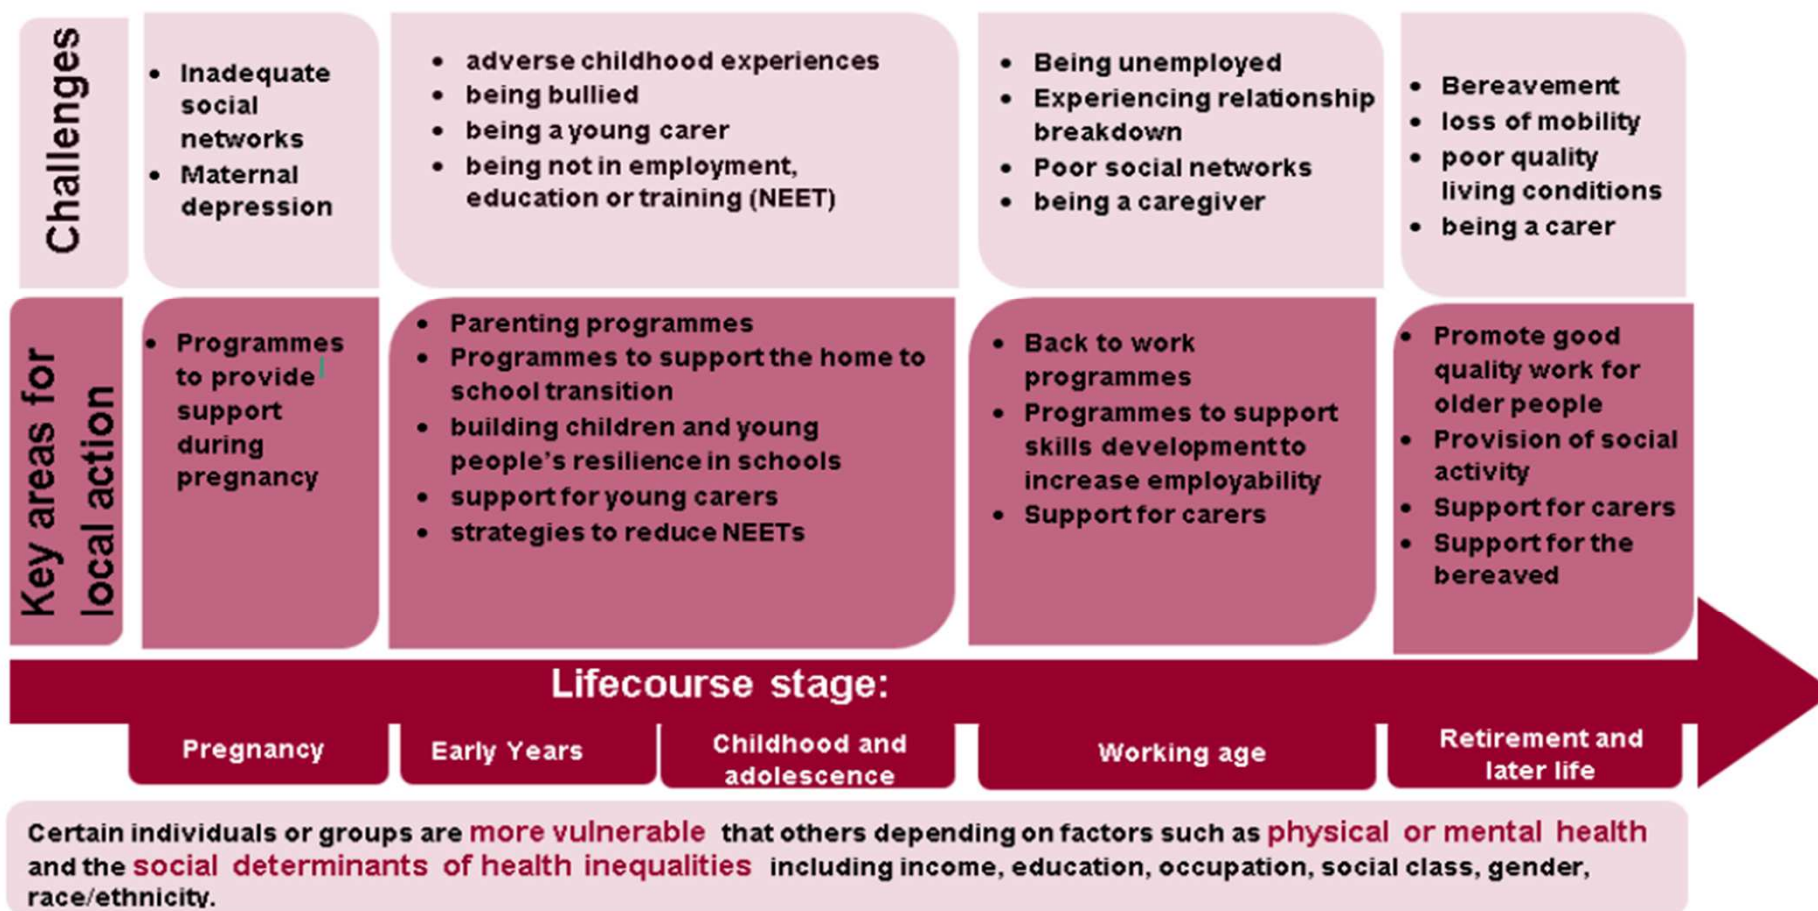 Challenges
• Inadequate
social
networks
• Maternal
depression
• adverse childhood experiences
• being bullied
• being a young carer
• being not in employment,
education or training (NEET)
• Being unemployed
• Experiencing relationship
breakdown
• Poor social networks
• being a caregiver
• Bereavement
• loss of mobility
• poor quality
living conditions
• being a carer
Key areas for
local action
• Programmes
to provide
support
during
pregnancy
• Parenting programmes
• Programmes to support the home to
school transition
• building children and young
people's resilience in schools
• support for young carers
• strategies to reduce NEETs
• Back to work
programmes
• Programmes to support
skills development to
increase employability
• Support for carers
• Promote good
quality work for
older people
• Provision of social
activity
• Support for carers
• Support for the
bereaved
Lifecourse stage:
Pregnancy
Early Years
Childhood and
adolescence
Working age
Retirement and
later life
Certain individuals or groups are more vulnerable that others depending on factors such as physical or mental health
and the social determinants of health inequalities including income, education, occupation, social class, gender,
race/ethnicity.